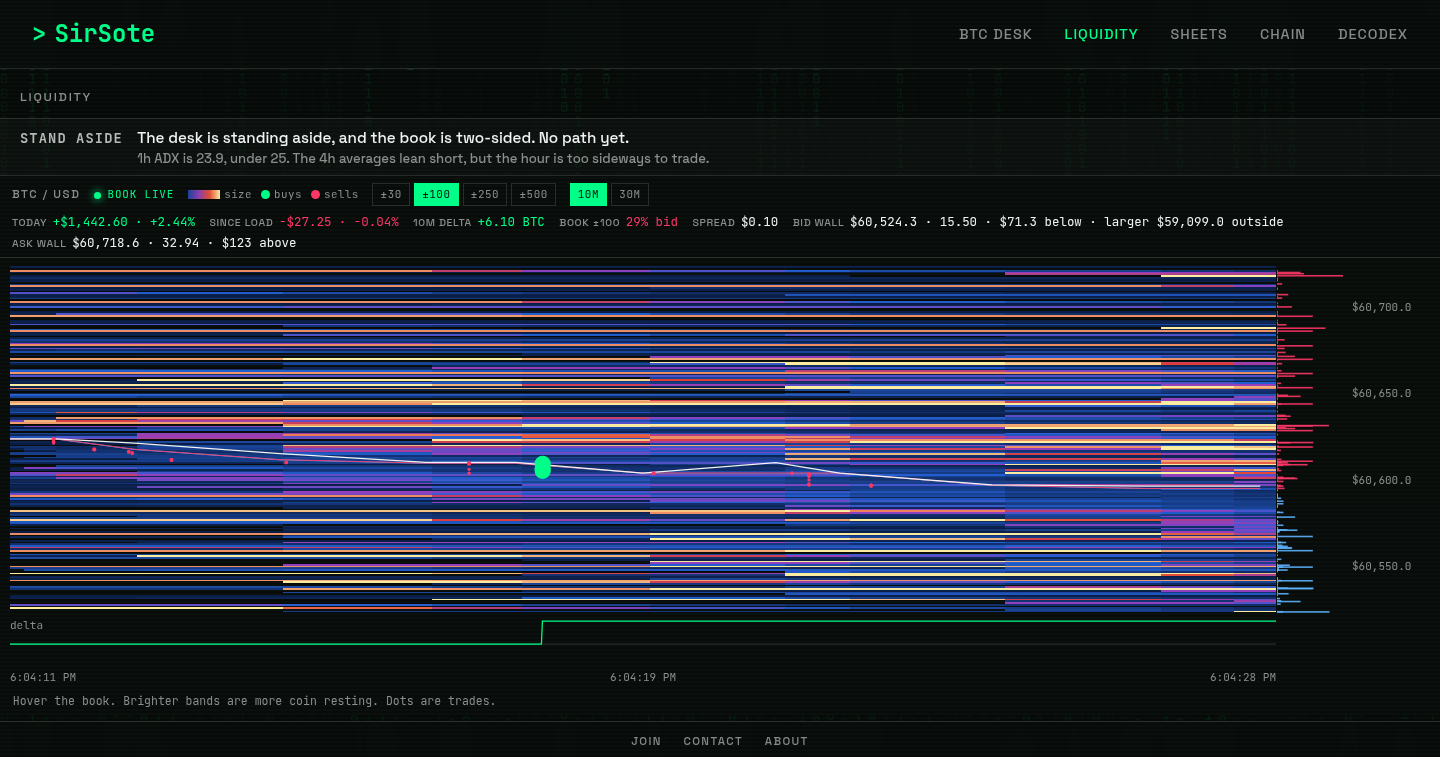 > SirSote
BTC DESK LIQUIDITY SHEETS CHAIN DECODEX
LIQUIDITY
STAND ASIDE The desk is standing aside, and the book is two-sided. No path yet.
1h ADX is 23.9, under 25. The 4h averages lean short, but the hour is too sideways to trade.
BTC / USD BOOK LIVE size buys sells ±30 ±100 ±250 ±500 10M 30M
TODAY +$1,442.60 · +2.44% SINCE LOAD -$27.25 · -0.04% 10M DELTA +6.10 BTC BOOK ±100 29% bid SPREAD $0.10 BID WALL $60,524.3 · 15.50 · $71.3 below · larger $59,099.0 outside
ASK WALL $60,718.6 · 32.94 · $123 above
$60,700.0
$60,650.0
$60,600.0
$60,550.0
delta
6:04:11 PM 6:04:19 PM 6:04:28 PM
Hover the book. Brighter bands are more coin resting. Dots are trades.
JOIN CONTACT ABOUT